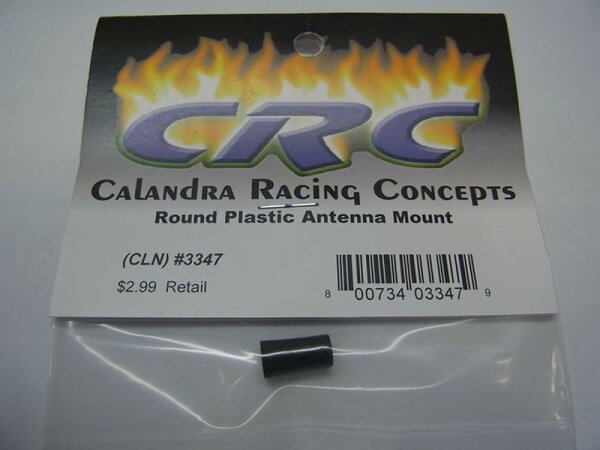 CRC
Calandra Racing Concepts
Round Plastic Antenna Mount
(CLN) #3347
$2.99 Retail
8 00734 03347 9